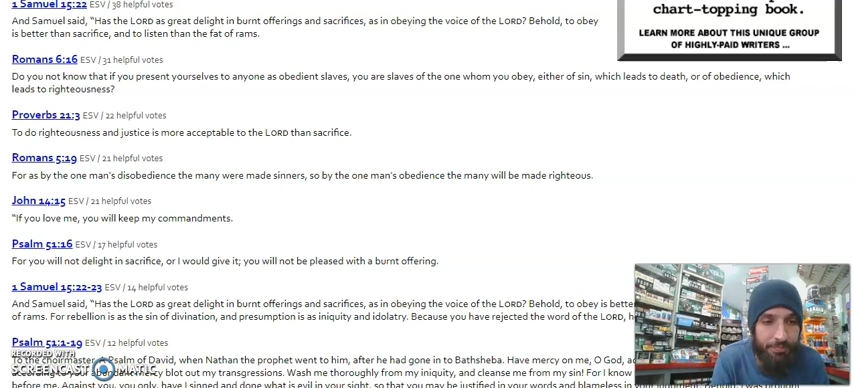 1 Samuel 15:22 ESV / 38 helpful votes
And Samuel said, “Has the LORD as great delight in burnt offerings and sacrifices, as in obeying the voice of the LORD? Behold, to obey
is better than sacrifice, and to listen than the fat of rams.
chart-topping book.
LEARN MORE ABOUT THIS UNIQUE GROUP
OF HIGHLY-PAID WRITERS ...
Romans 6:16 ESV / 31 helpful votes
Do you not know that if you present yourselves to anyone as obedient slaves, you are slaves of the one whom you obey, either of sin, which leads to death, or of obedience, which
leads to righteousness?
Proverbs 21:3 ESV / 22 helpful votes
To do righteousness and justice is more acceptable to the LORD than sacrifice.
Romans 5:19 ESV / 21 helpful votes
For as by the one man's disobedience the many were made sinners, so by the one man's obedience the many will be made righteous.
John 14:15 ESV / 21 helpful votes
“If you love me, you will keep my commandments.
Psalm 51:16 ESV / 17 helpful votes
For you will not delight in sacrifice, or I would give it; you will not be pleased with a burnt offering.
1 Samuel 15:22-23 ESV / 14 helpful votes
And Samuel said, “Has the LORD as great delight in burnt offerings and sacrifices, as in obeying the voice of the LORD? Behold, to obey is
of rams. For rebellion is as the sin of divination, and presumption is as iniquity and idolatry. Because you have rejected the word of the LORD,
Psalm 51:1-19 ESV / 12 helpful votes
RECORDED WITH
SCREENCAST MATIC
To the choirmaster. A Psalm of David, when Nathan the prophet went to him, after he had gone in to Bathsheba. Have mercy on me, O God,
your abundant mercy blot out my transgressions. Wash me thoroughly from my iniquity, and cleanse me from my sin! For I know
before me. Against you, you only, have I sinned and done what is evil in your sight, so that you may be justified in your words and blameless in